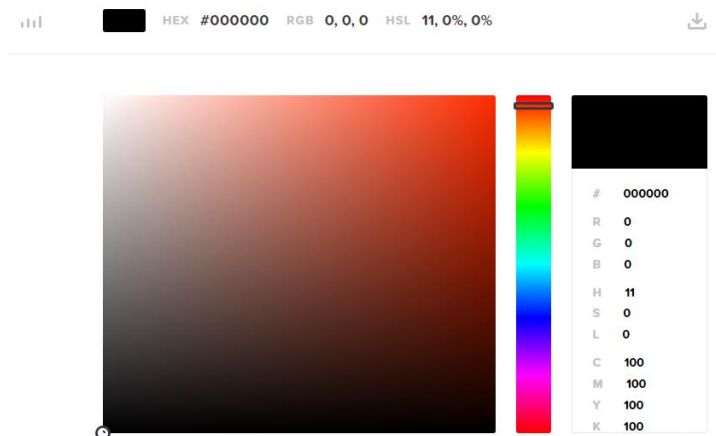 HEX #000000 RGB 0, 0, 0 HSL 11, 0%, 0%
# 000000
R 0
G 0
B 0
H 11
S 0
L 0
C 100
M 100
Y 100
K 100